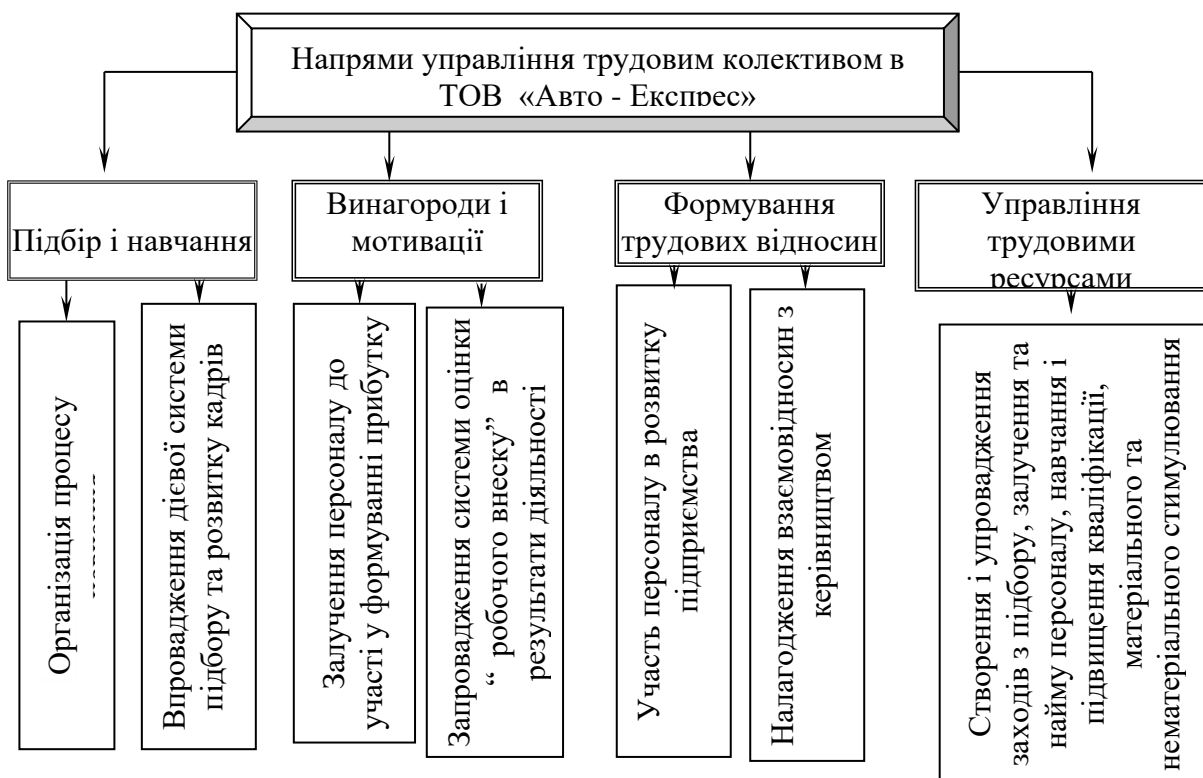 Напрями управління трудовим колективом в
ТОВ «Авто - Експрес»
Підбір і навчання
Винагороди і
мотивації
Формування
трудових відносин
Управління
трудовими
ресурсами
Організація процесу
Впровадження дієвої системи
підбору та розвитку кадрів
Залучення персоналу до
участі у формуванні прибутку
Запровадження системи оцінки
“ робочого внеску” в
результати діяльності
Участь персоналу в розвитку
підприємства
Налагодження взаємовідносин з
керівництвом
Створення і упровадження
заходів з підбору, залучення та
найму персоналу, навчання і
підвищення кваліфікації,
матеріального та
нематеріального стимулювання